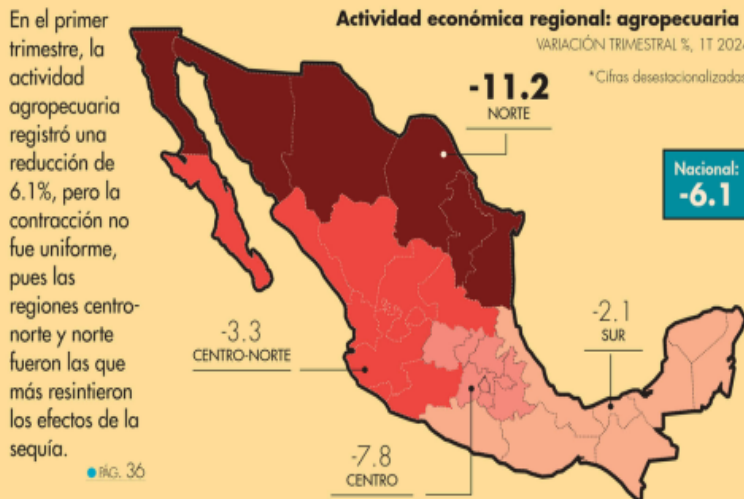 En el primer
trimestre, la
actividad
agropecuaria
registró una
reducción de
6.1%, pero la
contracción no
fue uniforme,
pues las
regiones centro-
norte y norte
fueron las que
más resintieron
los efectos de la
sequía.
PÁG. 36
Actividad económica regional: agropecuaria
VARIACIÓN TRIMESTRAL %, 1T 2024
*Cifras desestacionalizadas
-11.2
NORTE
Nacional:
-6.1
-3.3
CENTRO-NORTE
-2.1
SUR
-7.8
CENTRO